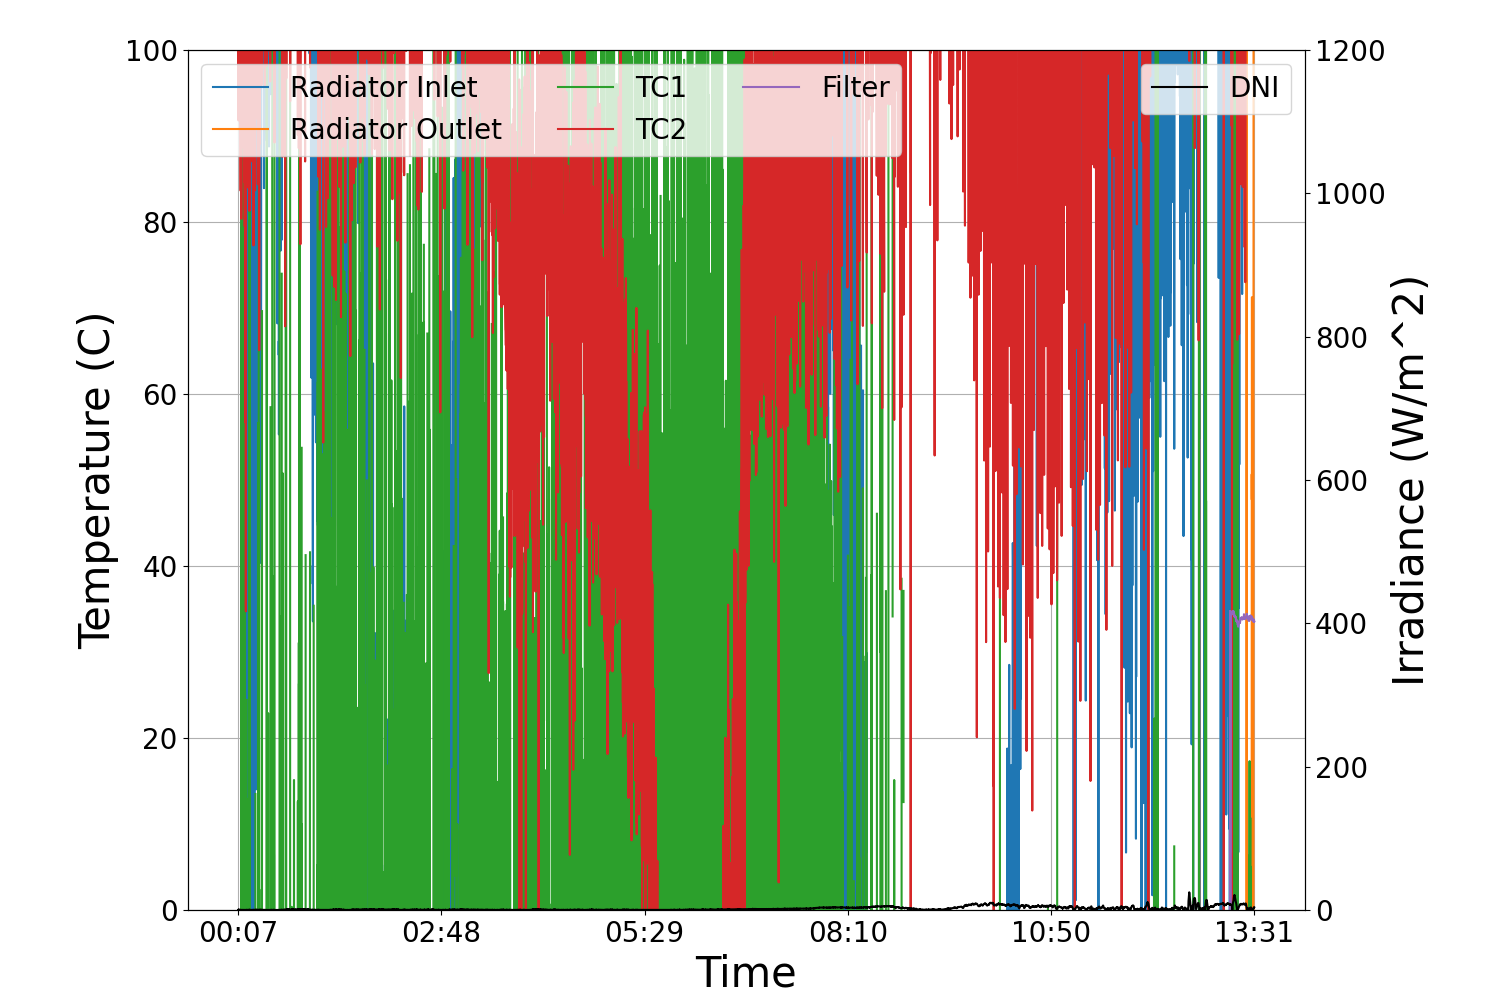 Radiator Inlet
Radiator Outlet
TC1
TC2
Filter
DNI
100
80
60
40
20
0
Temperature (C)
1200
1000
800
600
400
200
0
Irradiance (W/m^2)
00:07 02:48 05:29 08:10 10:50 13:31
Time